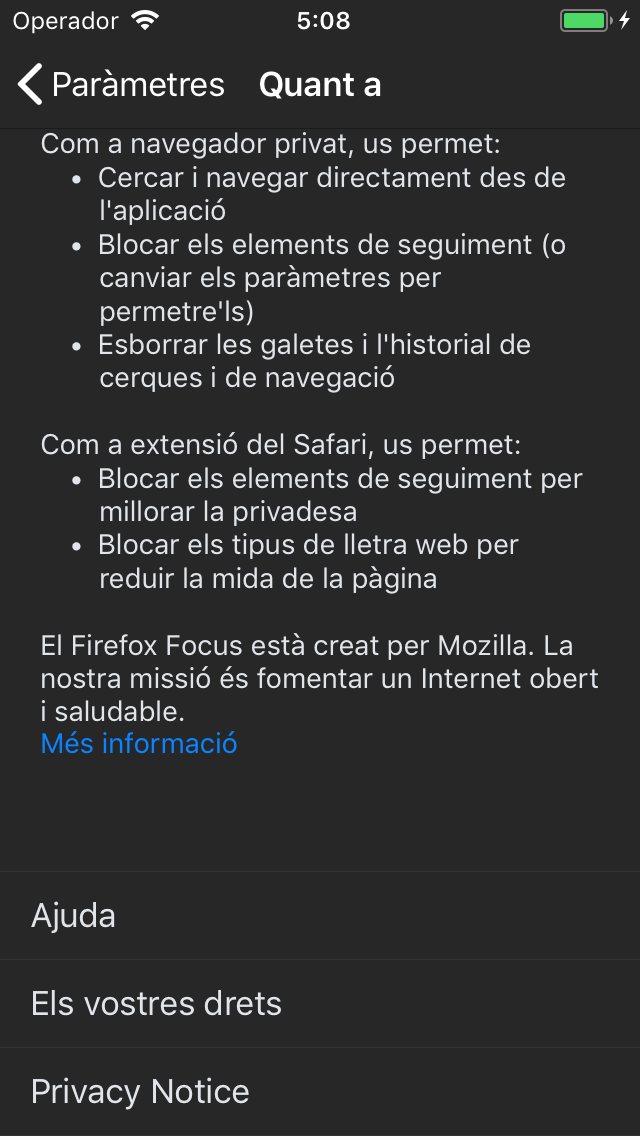 Operador 5:08
Paràmetres Quant a
Com a navegador privat, us permet:
• Cercar i navegar directament des de
l'aplicació
• Blocar els elements de seguiment (o
canviar els paràmetres per
permetre'ls)
• Esborrar les galetes i l'historial de
cerques i de navegació
Com a extensió del Safari, us permet:
• Blocar els elements de seguiment per
millorar la privadesa
• Blocar els tipus de lletra web per
reduir la mida de la pàgina
El Firefox Focus està creat per Mozilla. La
nostra missió és fomentar un Internet obert
i saludable.
Més informació
Ajuda
Els vostres drets
Privacy Notice